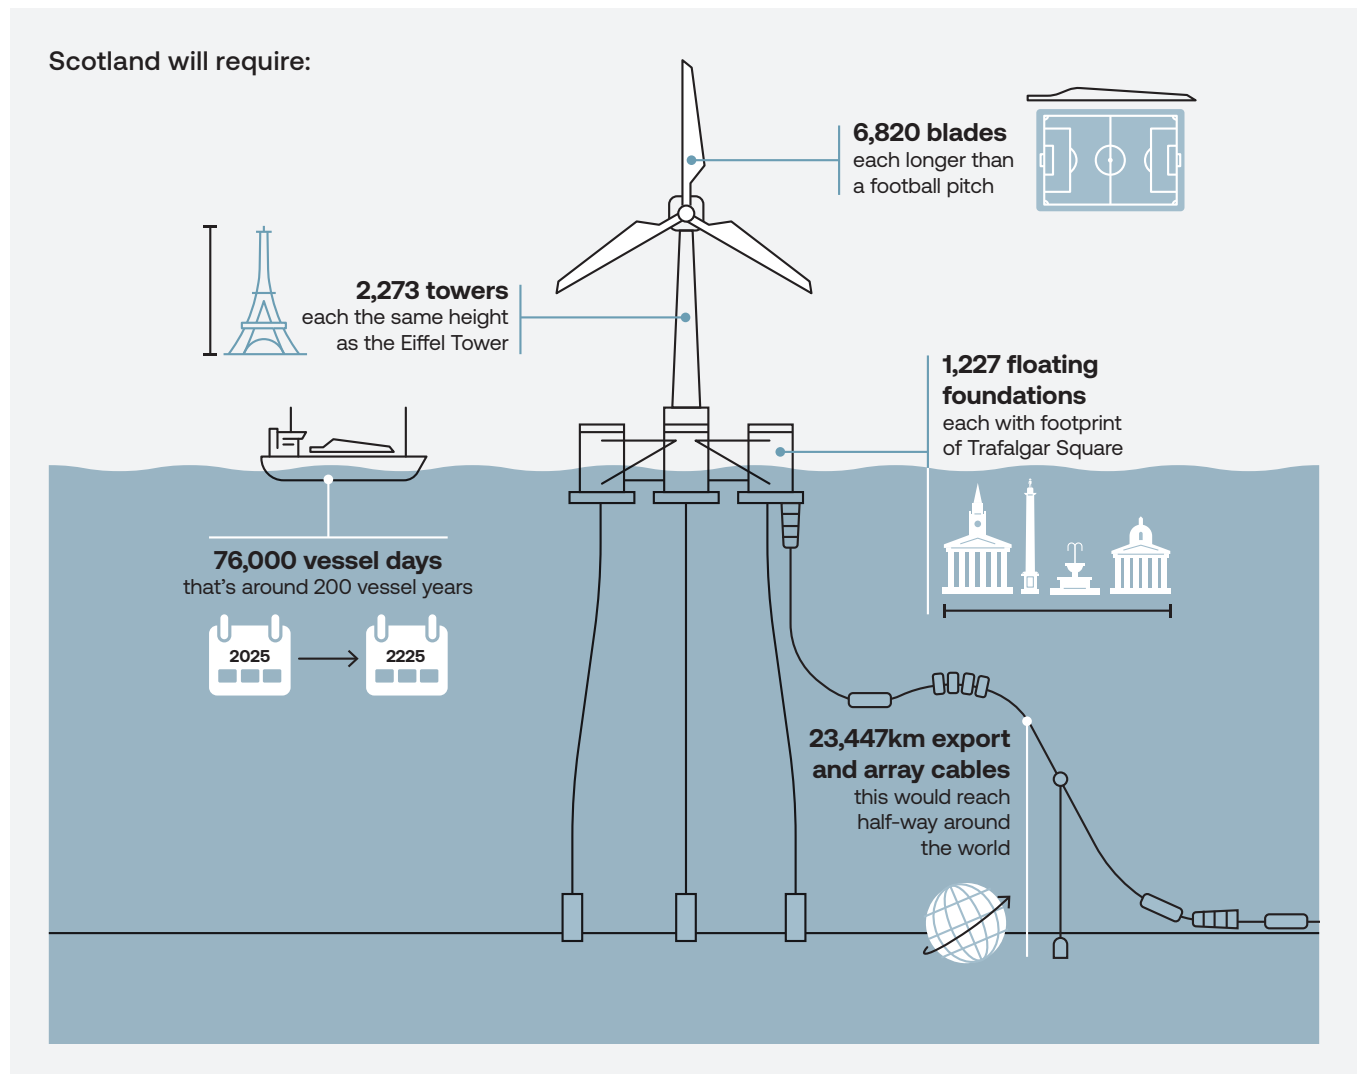 Scotland will require:
6,820 blades
each longer than
a football pitch
2,273 towers
each the same height
as the Eiffel Tower
1,227 floating
foundations
each with footprint
of Trafalgar Square
76,000 vessel days
that's around 200 vessel years
2025
2225
23,447km export
and array cables
this would reach
half-way around
the world